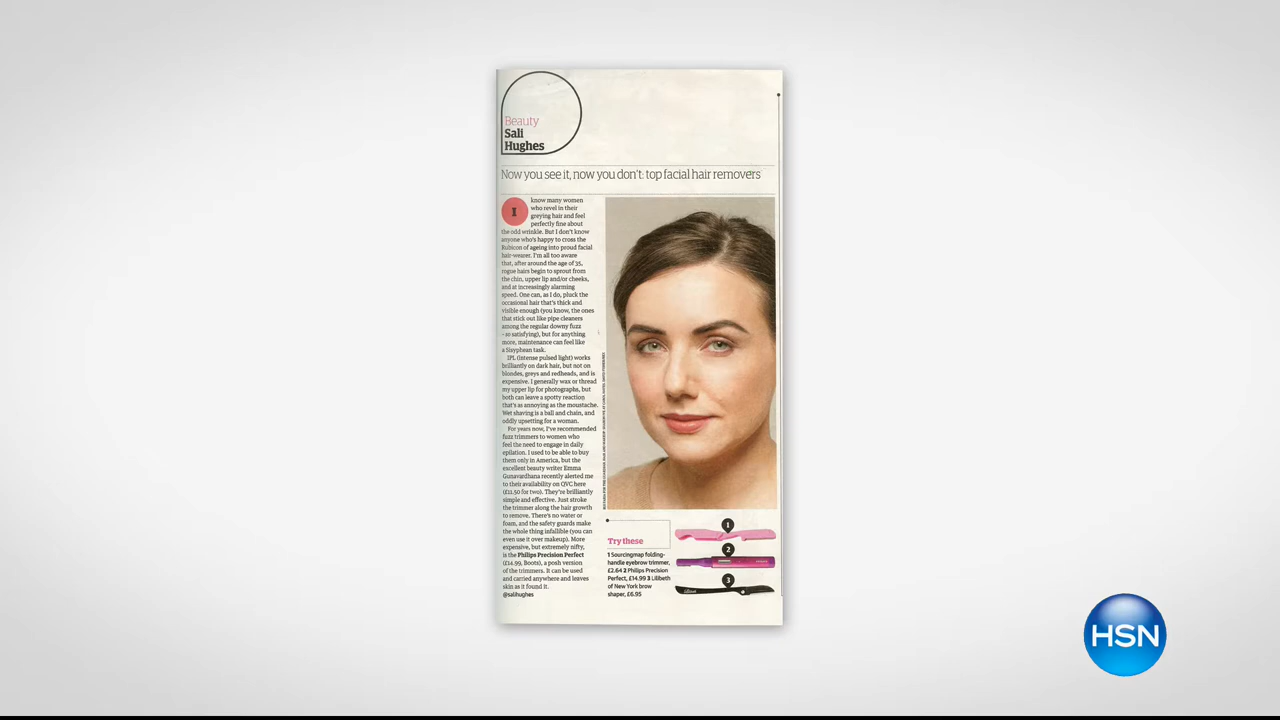 Beauty
Sali
Hughes
Now you see it, now you don't: top facial hair removers
I
know many women
who revel in their
greying hair and feel
perfectly fine about
the odd wrinkle. But I don't know
anyone who's happy to cross the
Rubicon of ageing into proud facial
hair-wearer. I'm all too aware
that, after around the age of 35,
rogue hairs begin to sprout from
the chin, upper lip and/or cheeks,
and at increasingly alarming
speed. One can, as I do, pluck the
occasional hair that's thick and
visible enough (you know, the ones
that stick out like pipe cleaners
among the regular downy fuzz
- so satisfying), but for anything
more, maintenance can feel like
a Sisyphean task.
IPL (intense pulsed light) works
brilliantly on dark hair, but not on
blondes, greys and redheads, and is
expensive. I generally wax or thread
my upper lip for photographs, but
both can leave a spotty reaction
that's as annoying as the moustache.
Wet shaving is a ball and chain, and
oddly upsetting for a woman.
For years now, I've recommended
fuzz trimmers to women who
feel the need to engage in daily
epilation. I used to be able to buy
them only in America, but the
excellent beauty writer Emma
Gunavardhana recently alerted me
to their availability on QVC here
(£12.50 for two). They're brilliantly
simple and effective. Just stroke
the trimmer along the hair growth
to remove. There's no water or
foam, and the safety guards make
the whole thing infallible (you can
even use it over makeup). More
expensive, but extremely nifty,
is the Philips Precision Perfect
(£14.99, Boots), a posh version
of the trimmers. It can be used
and carried anywhere and leaves
skin as it found it.
@salihughes
Try these
1 Sourcingmap folding-
handle eyebrow trimmer,
£2.64 2 Philips Precision
Perfect, £14.99 3 Lilibeth
of New York brow
shaper, £6.95
1
2
3
HSN